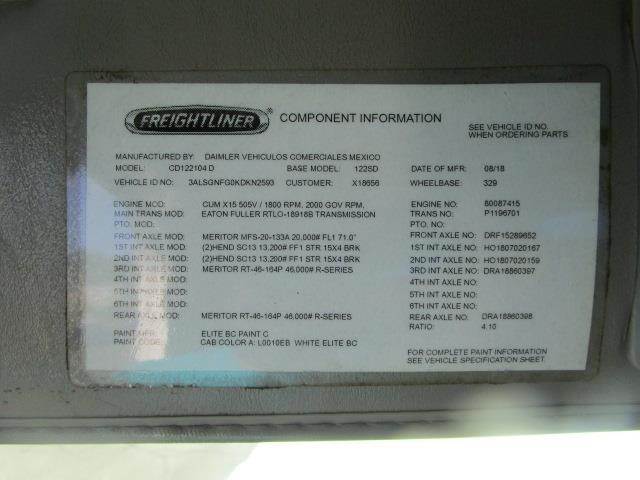 FREIGHTLINER® COMPONENT INFORMATION SEE VEHICLE ID NO.
WHEN ORDERING PARTS
MANUFACTURED BY: DAIMLER VEHICULOS COMERCIALES MEXICO
MODEL: CD122104 D BASE MODEL: 122SD DATE OF MFR: 08/18
VEHICLE ID NO: 3ALSGNFG0KDKN2593 CUSTOMER: X18656 WHEELBASE: 329
ENGINE MOD: CUM X15 505V / 1800 RPM, 2000 GOV RPM, ENGINE NO: 80087415
MAIN TRANS MOD: EATON FULLER RTLO-18918B TRANSMISSION TRANS NO: P1196701
PTO. MOD: PTO. NO:
FRONT AXLE MOD: MERITOR MFS-20-133A 20,000# FL1 71.0" FRONT AXLE NO: DRF15289652
1ST INT AXLE MOD: (2)HEND SC13 13,200# FF1 STR 15X4 BRK 1ST INT AXLE NO: HO1807020167
2ND INT AXLE MOD: (2)HEND SC13 13,200# FF1 STR 15X4 BRK 2ND INT AXLE NO: HO1807020159
3RD INT AXLE MOD: MERITOR RT-46-164P 46,000# R-SERIES 3RD INT AXLE NO: DRA18860397
4TH INT AXLE MOD: 4TH INT AXLE NO:
5TH INT AXLE MOD: 5TH INT AXLE NO:
6TH INT AXLE MOD: 6TH INT AXLE NO:
REAR AXLE MOD: MERITOR RT-46-164P 46,000# R-SERIES REAR AXLE NO: DRA18860398
RATIO: 4.10
PAINT MFR: ELITE BC PAINT C
PAINT CODE: CAB COLOR A: L0010EB WHITE ELITE BC
FOR COMPLETE PAINT INFORMATION
SEE VEHICLE SPECIFICATION SHEET.